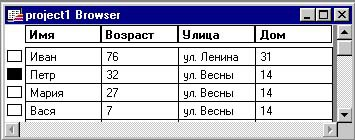 project1 Browser
Имя Возраст Улица Дом
Иван 76 ул. Ленина 31
Петр 32 ул. Весны 14
Мария 27 ул. Весны 14
Вася 7 ул. Весны 14